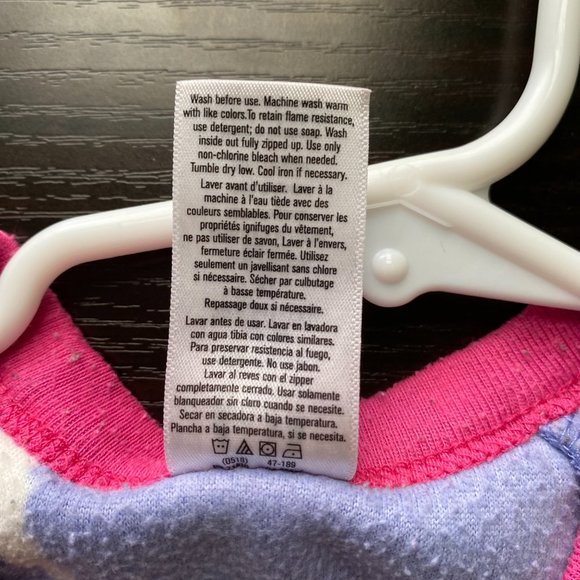 Wash before use. Machine wash warm
with like colors.To retain flame resistance,
use detergent; do not use soap. Wash
inside out fully zipped up. Use only
non-chlorine bleach when needed.
Tumble dry low. Cool iron if necessary.
Laver avant d'utiliser. Laver à la
machine à l'eau tiède avec des
couleurs semblables. Pour conserver les
propriétés ignifuges du vêtement,
ne pas utiliser de savon, Laver à l'envers,
fermeture éclair fermée. Utilisez
seulement un javellisant sans chlore
si nécessaire. Sécher par culbutage
à basse température.
Repassage doux si nécessaire.
Lavar antes de usar. Lavar en lavadora
con agua tibia con colores similares.
Para preservar resistencia al fuego,
use detergente. No use jabon.
Lavar al reves con el zipper
completamente cerrado. Usar solamente
blanqueador sin cloro cuando se necesite.
Secar en secadora a baja temperatura,
Plancha a baja temperatura, si se necesita.
(0518) 47-189